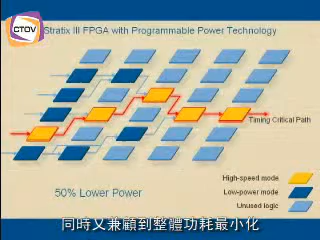 CTOV
Stratix III FPGA with Programmable Power Technology
Timing Critical Path
High-speed mode
Low-power mode
Unused logic
50% Lower Power
同時又兼顧到整體功耗最小化